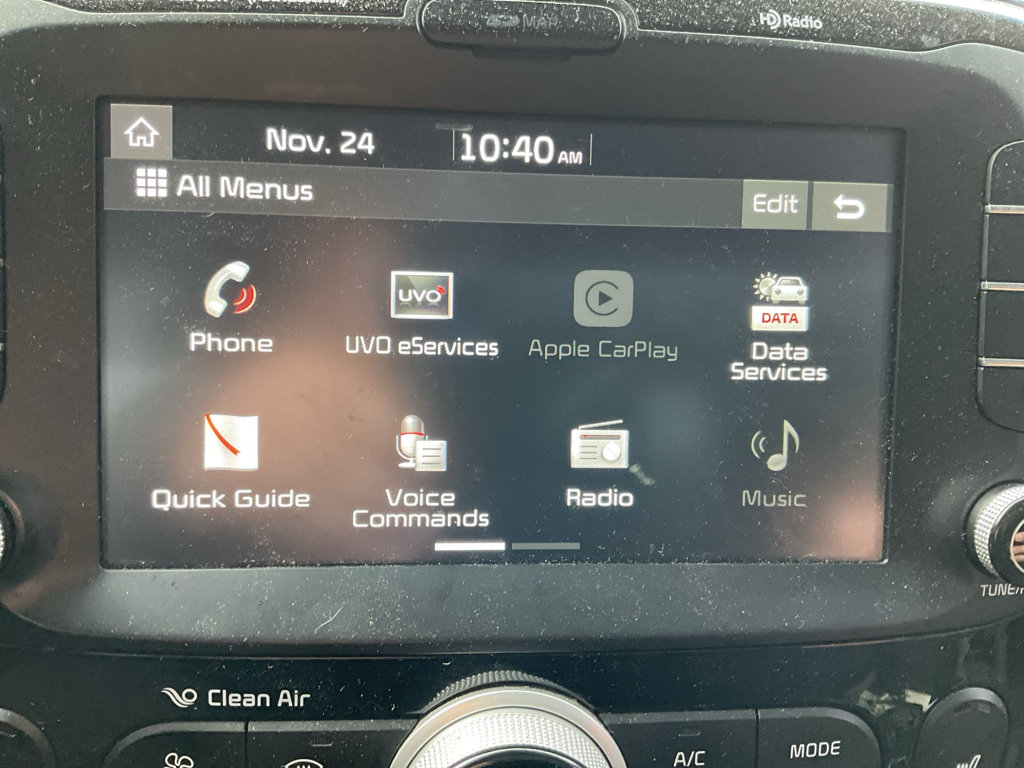 MAP
HD Radio
Nov. 24
10:40 AM
All Menus
Edit
Phone
UVO
UVO eServices
Apple CarPlay
DATA
Data
Services
Quick Guide
Voice
Commands
Radio
Music
Clean Air
A/C
MODE